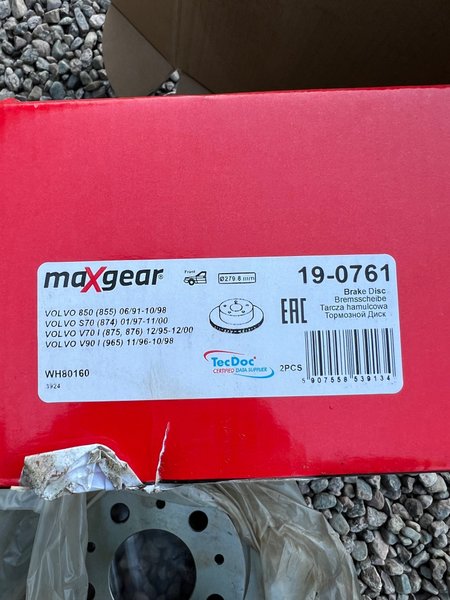 maxgear®
Front
Ø279.8 mm
19-0761
Brake Disc
Bremsscheibe
Tarcza hamulcowa
Тормозной Диск
VOLVO 850 (855) 06/91-10/98
VOLVO S70 (874) 01/97-11/00
VOLVO V70 I (875, 876) 12/95-12/00
VOLVO V90 I (965) 11/96-10/98
EAC
TecDoc
CERTIFIED DATA SUPPLIER
WH80160
1924
2PCS
5 907558 539134